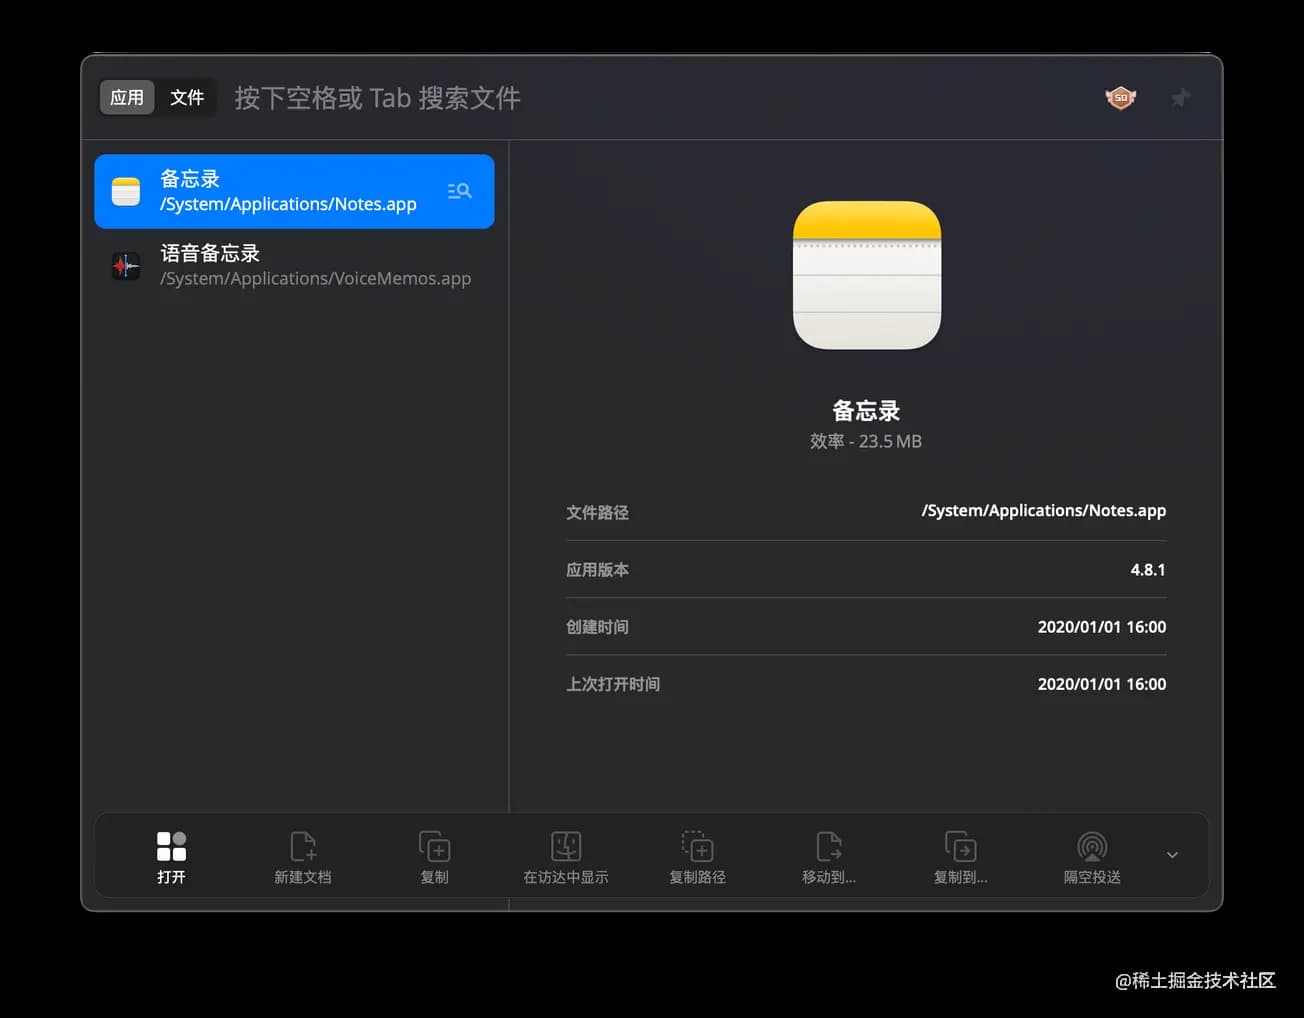 应用 文件 按下空格或 Tab 搜索文件
50
备忘录
/System/Applications/Notes.app
语音备忘录
/System/Applications/VoiceMemos.app
备忘录
效率 - 23.5 MB
文件路径 /System/Applications/Notes.app
应用版本 4.8.1
创建时间 2020/01/01 16:00
上次打开时间 2020/01/01 16:00
打开 新建文档 复制 在访达中显示 复制路径 移动到... 复制到... 隔空投送
@稀土掘金技术社区